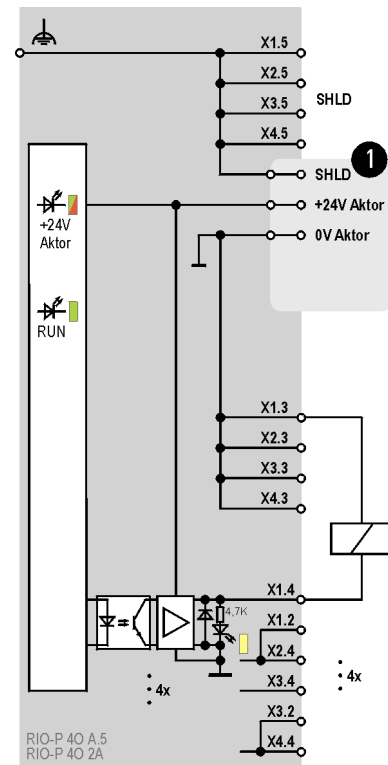 X1.5
X2.5
X3.5
SHLD
X4.5
1
SHLD
+24V Aktor
0V Aktor
+24V
Aktor
RUN
X1.3
X2.3
X3.3
X4.3
X1.4
4,7K
X1.2
X2.4
4x
4x
X3.4
X3.2
X4.4
RIO-P 4O A.5
RIO-P 4O 2A